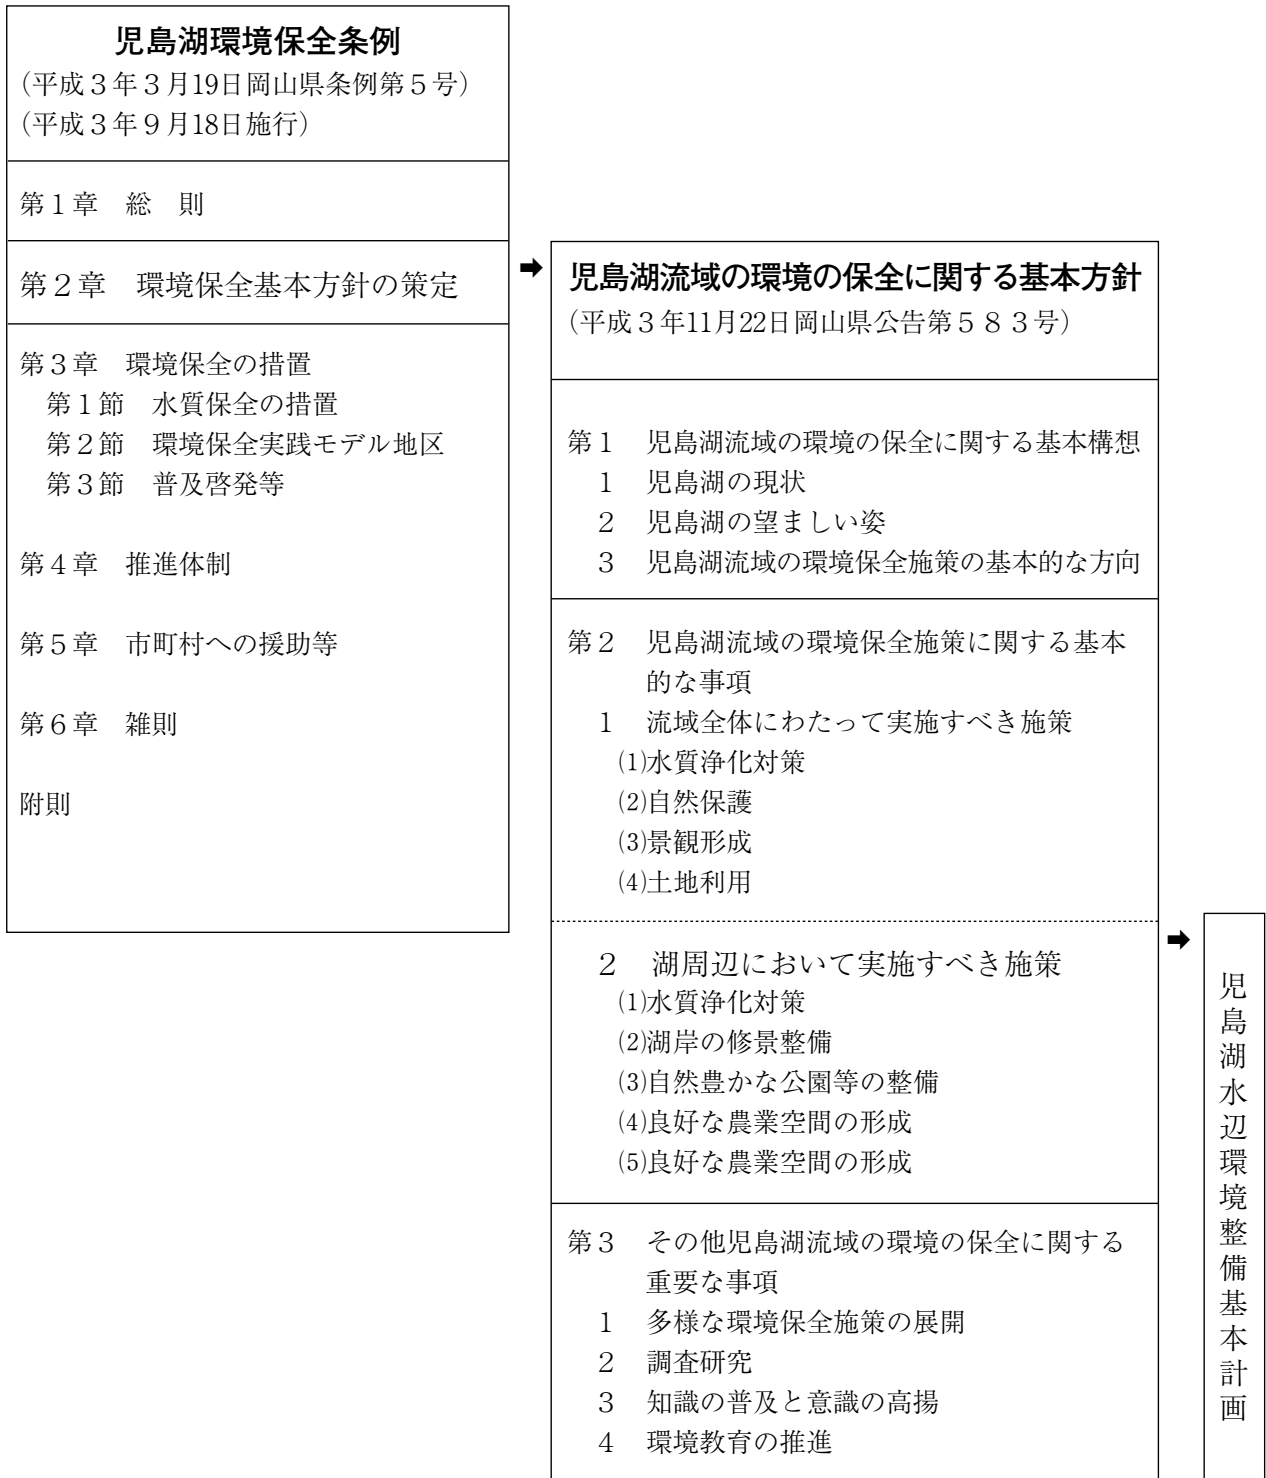 児島湖環境保全条例
（平成３年３月19日岡山県条例第５号）
（平成３年９月18日施行）
第１章　総　則
第２章　環境保全基本方針の策定
第３章　環境保全の措置
第１節　水質保全の措置
第２節　環境保全実践モデル地区
第３節　普及啓発等
第４章　推進体制
第５章　市町村への援助等
第６章　雑則
附則
➡
児島湖流域の環境の保全に関する基本方針
（平成３年11月22日岡山県公告第５８３号）
第１　児島湖流域の環境の保全に関する基本構想
１　児島湖の現状
２　児島湖の望ましい姿
３　児島湖流域の環境保全施策の基本的な方向
第２　児島湖流域の環境保全施策に関する基本
的な事項
１　流域全体にわたって実施すべき施策
⑴水質浄化対策
⑵自然保護
⑶景観形成
⑷土地利用
２　湖周辺において実施すべき施策
⑴水質浄化対策
⑵湖岸の修景整備
⑶自然豊かな公園等の整備
⑷良好な農業空間の形成
⑸良好な農業空間の形成
第３　その他児島湖流域の環境の保全に関する
重要な事項
１　多様な環境保全施策の展開
２　調査研究
３　知識の普及と意識の高揚
４　環境教育の推進
➡
児島湖水辺環境整備基本計画